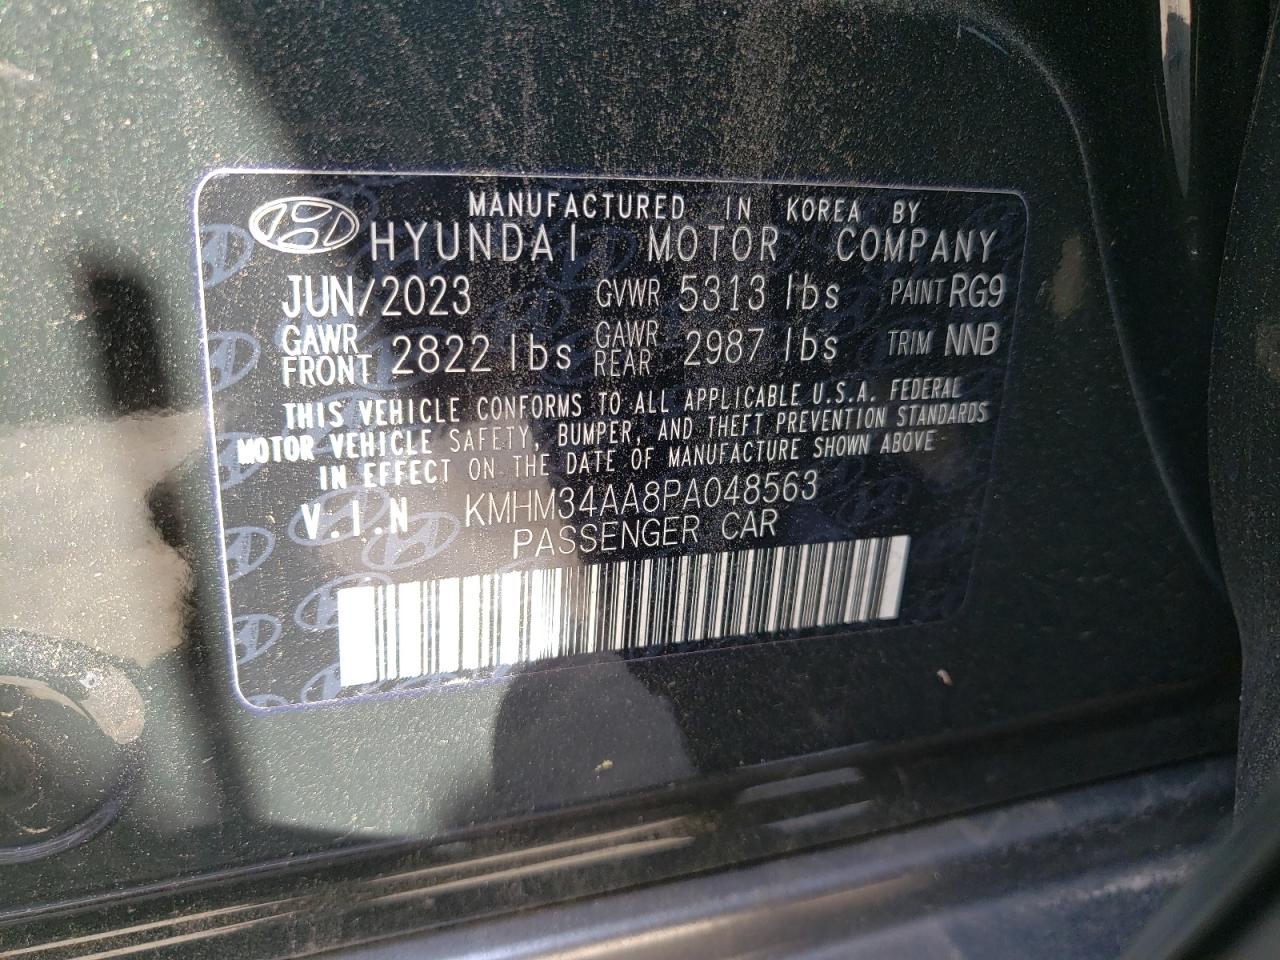 MANUFACTURED IN KOREA BY
HYUNDAI MOTOR COMPANY
JUN/2023 GVWR 5313 lbs PAINT RG9
GAWR FRONT 2822 lbs GAWR REAR 2987 lbs TRIM NNB
THIS VEHICLE CONFORMS TO ALL APPLICABLE U.S.A. FEDERAL
MOTOR VEHICLE SAFETY, BUMPER, AND THEFT PREVENTION STANDARDS
IN EFFECT ON THE DATE OF MANUFACTURE SHOWN ABOVE
V.I.N KMHM34AA8PA048563
PASSENGER CAR